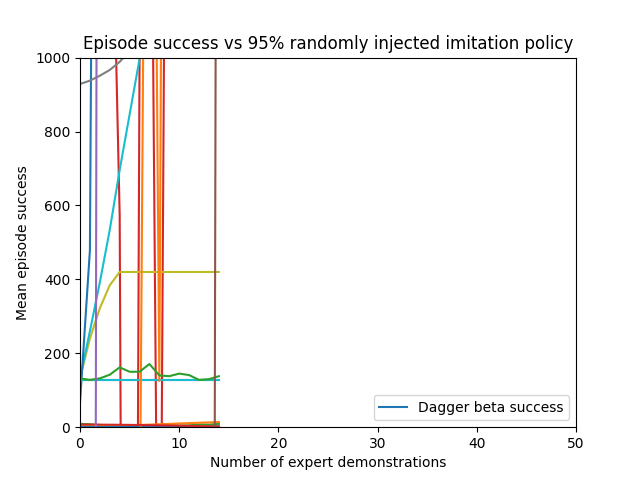 Episode success vs 95% randomly injected imitation policy
1000
800
600
400
200
0
Mean episode success
0 10 20 30 40 50
Number of expert demonstrations
Dagger beta success